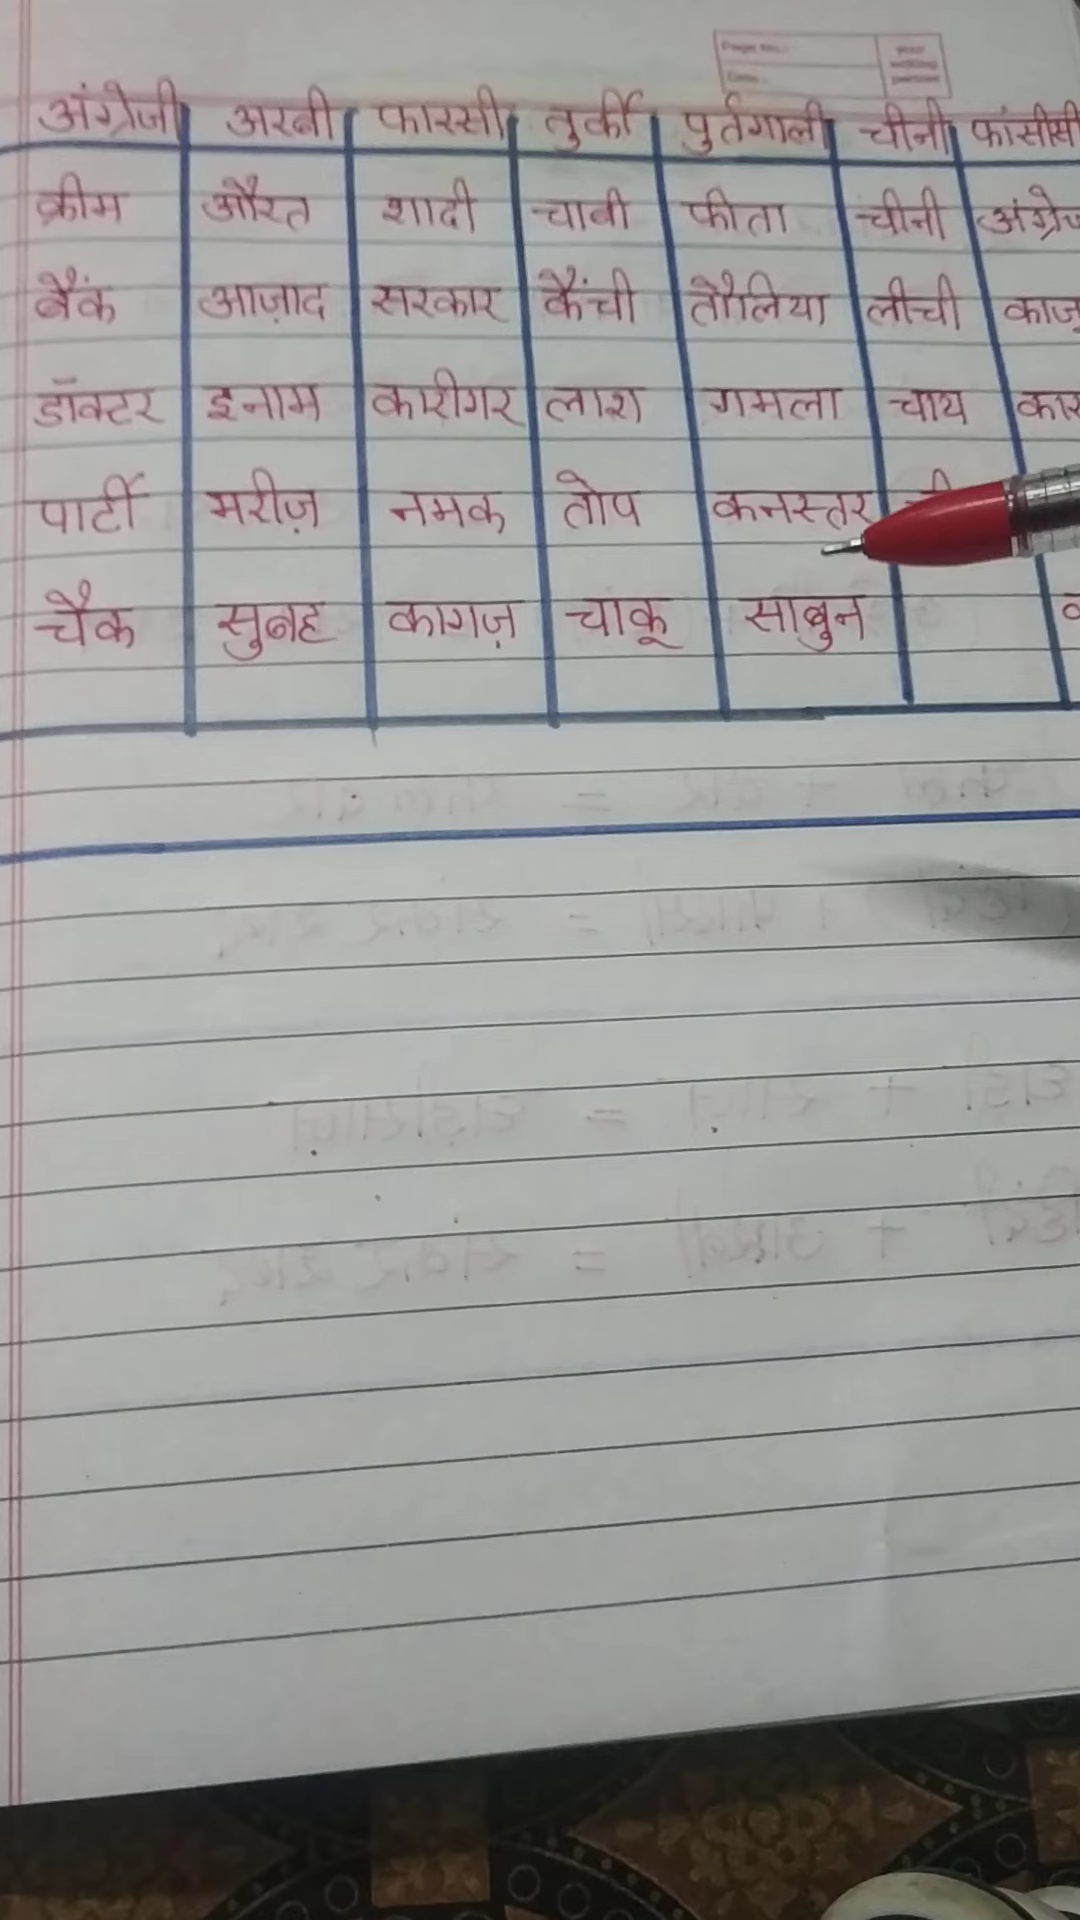 अंग्रेजी अरबी फारसी तुर्की पुर्तगाली चीनी फांसीसी
क्रीम औरत शादी चाबी फीता चीनी
बैंक आज़ाद सरकार कैंची तौलिया लीची
डॉक्टर इनाम कारीगर लाश गमला चाय
पार्टी मरीज़ नमक तोप कनस्तर
चैक सुबह कागज़ चाकू साबुन